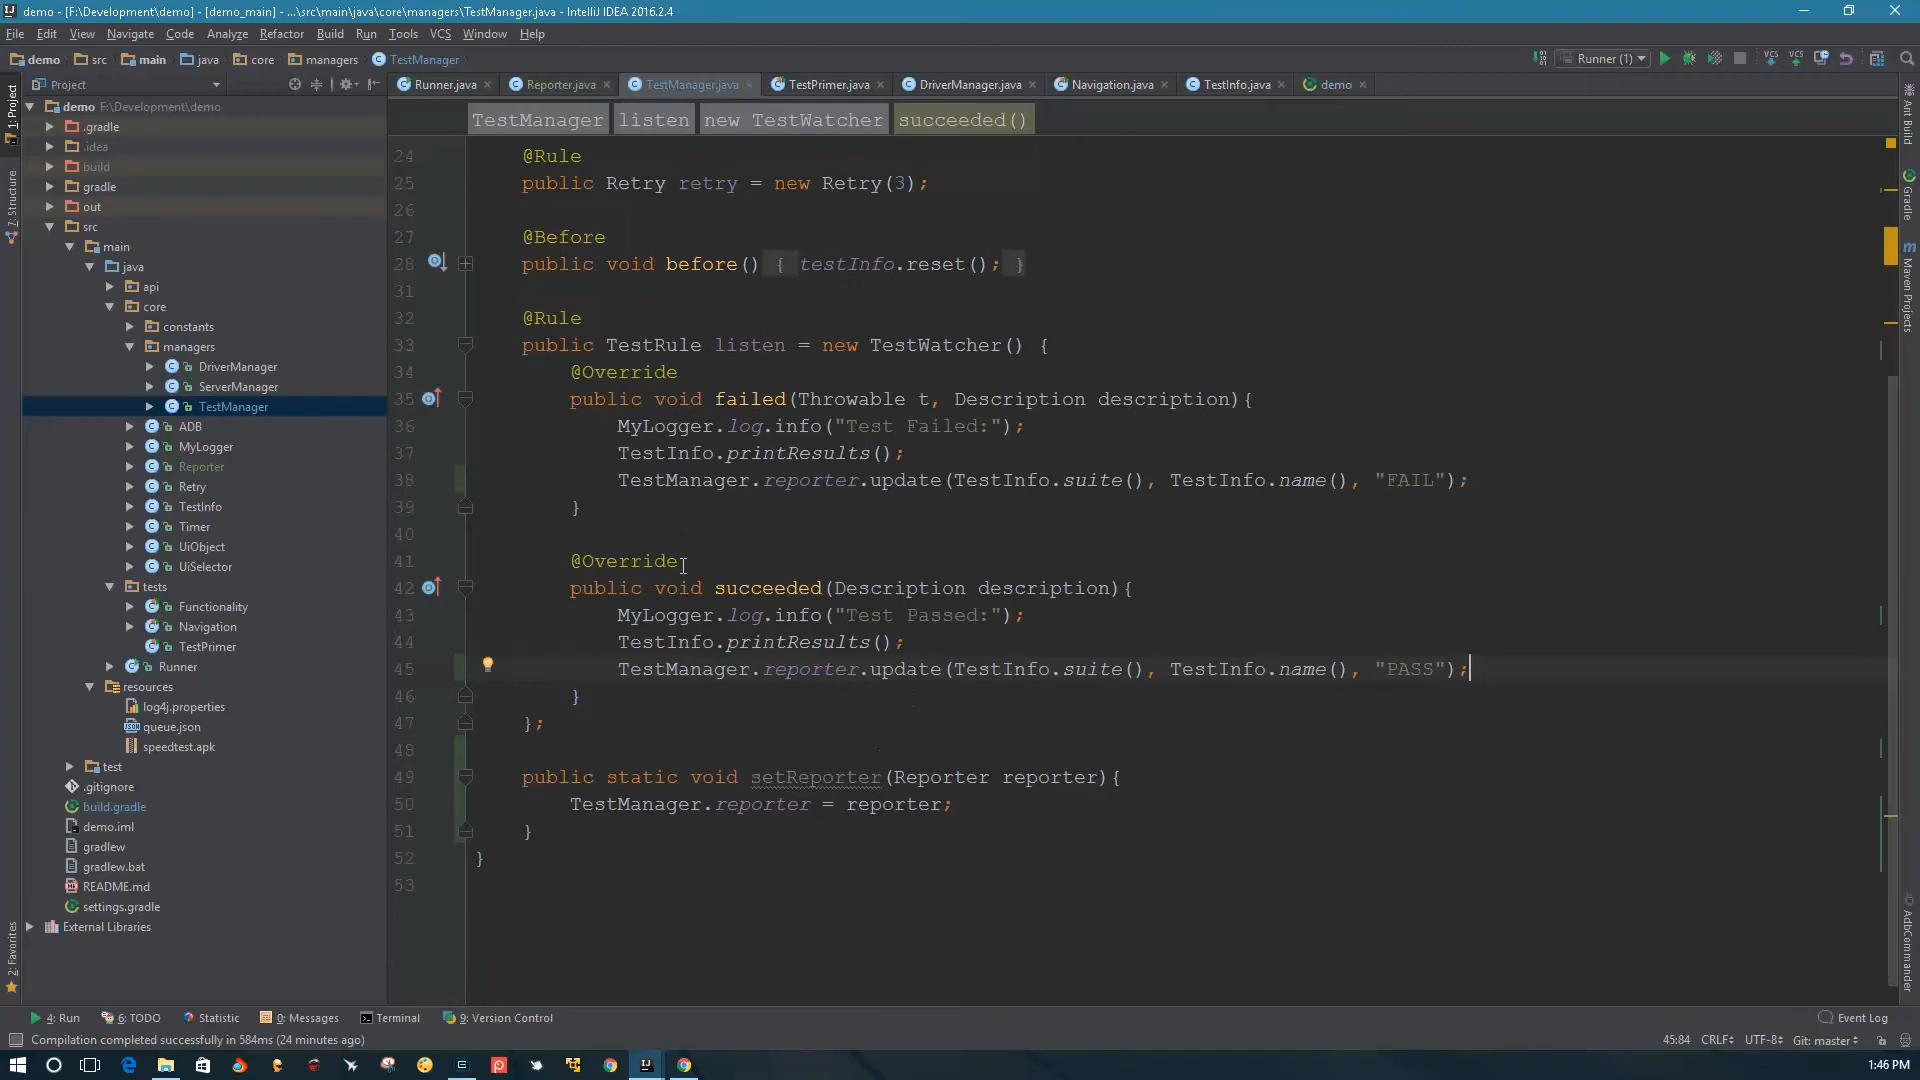 demo - [F:\Development\demo] - [demo_main] - ...\src\main\java\core\managers\TestManager.java - IntelliJ IDEA 2016.2.4
File Edit View Navigate Code Analyze Refactor Build Run Tools VCS Window Help
demo src main java core managers TestManager
Runner (1)
Project
Runner.java Reporter.java TestManager.java TestPrimer.java DriverManager.java Navigation.java TestInfo.java demo
TestManager listen new TestWatcher succeeded()
1: Project
7: Structure
2: Favorites
demo F:\Development\demo
.gradle
.idea
build
gradle
out
src
main
java
api
core
constants
managers
DriverManager
ServerManager
TestManager
ADB
MyLogger
Reporter
Retry
TestInfo
Timer
UiObject
UiSelector
tests
Functionality
Navigation
TestPrimer
Runner
resources
log4j.properties
queue.json
speedtest.apk
test
.gitignore
build.gradle
demo.iml
gradlew
gradlew.bat
README.md
settings.gradle
External Libraries
24 @Rule
25 public Retry retry = new Retry(3);
26
27 @Before
28 public void before() { testInfo.reset(); }
31
32 @Rule
33 public TestRule listen = new TestWatcher() {
34 @Override
35 public void failed(Throwable t, Description description){
36 MyLogger.log.info("Test Failed:");
37 TestInfo.printResults();
38 TestManager.reporter.update(TestInfo.suite(), TestInfo.name(), "FAIL");
39 }
40
41 @Override
42 public void succeeded(Description description){
43 MyLogger.log.info("Test Passed:");
44 TestInfo.printResults();
45 TestManager.reporter.update(TestInfo.suite(), TestInfo.name(), "PASS");
46 }
47 };
48
49 public static void setReporter(Reporter reporter){
50 TestManager.reporter = reporter;
51 }
52 }
53
Ant Build
Gradle
Maven Projects
AdbCommander
4: Run 6: TODO Statistic 0: Messages Terminal 9: Version Control Event Log
Compilation completed successfully in 584ms (24 minutes ago) 45:84 CRLF UTF-8 Git: master
1:46 PM